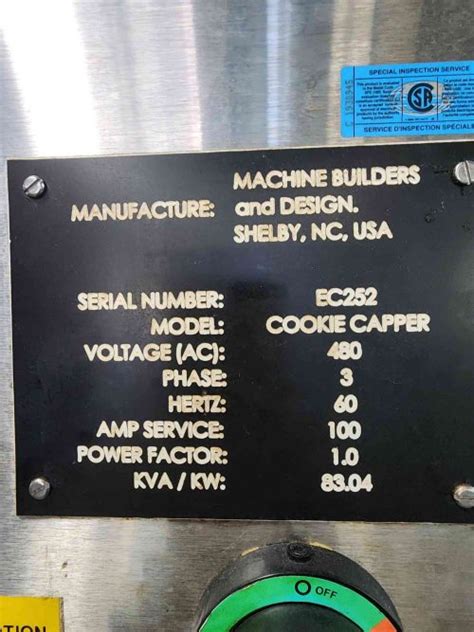 SPECIAL INSPECTION SERVICE
SERVICE D'INSPECTION SPÉCIALE
MANUFACTURE: MACHINE BUILDERS
and DESIGN.
SHELBY, NC, USA
SERIAL NUMBER: EC252
MODEL: COOKIE CAPPER
VOLTAGE (AC): 480
PHASE: 3
HERTZ: 60
AMP SERVICE: 100
POWER FACTOR: 1.0
KVA / KW: 83.04
O OFF